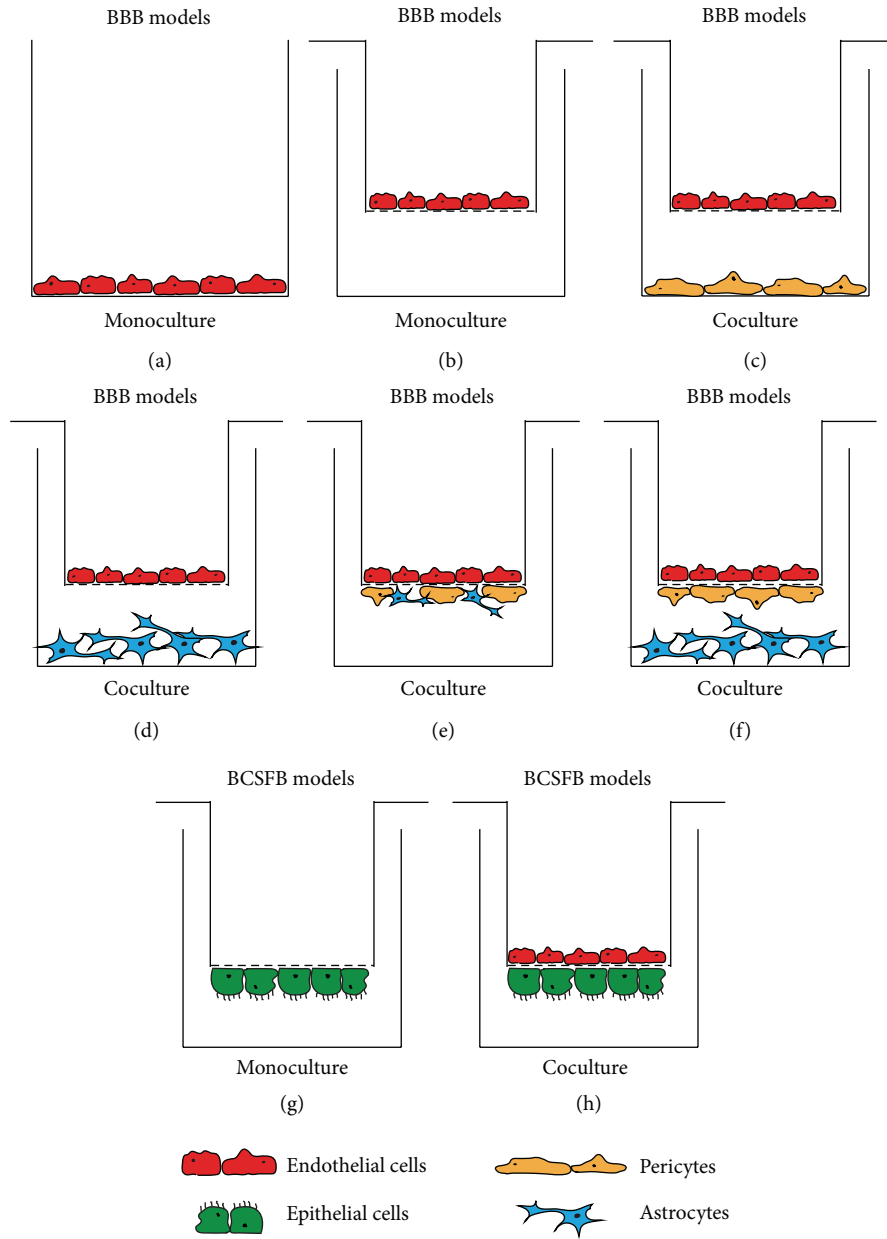 BBB models
BBB models
BBB models
Monoculture
Monoculture
Coculture
(a)
(b)
(c)
BBB models
BBB models
BBB models
Coculture
Coculture
Coculture
(d)
(e)
(f)
BCSFB models
BCSFB models
Monoculture
Coculture
(g)
(h)
Endothelial cells
Pericytes
Epithelial cells
Astrocytes